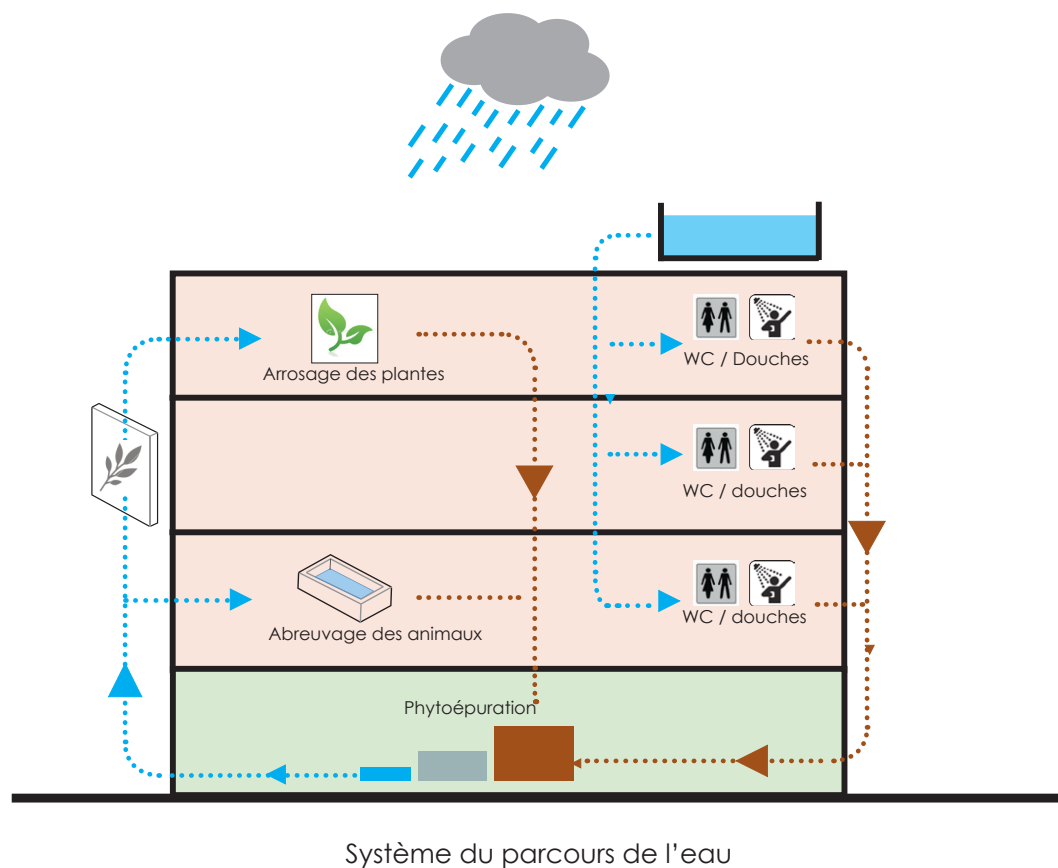 Arrosage des plantes
WC / Douches
WC / douches
Abreuvage des animaux
WC / douches
Phytoépuration
Système du parcours de l'eau